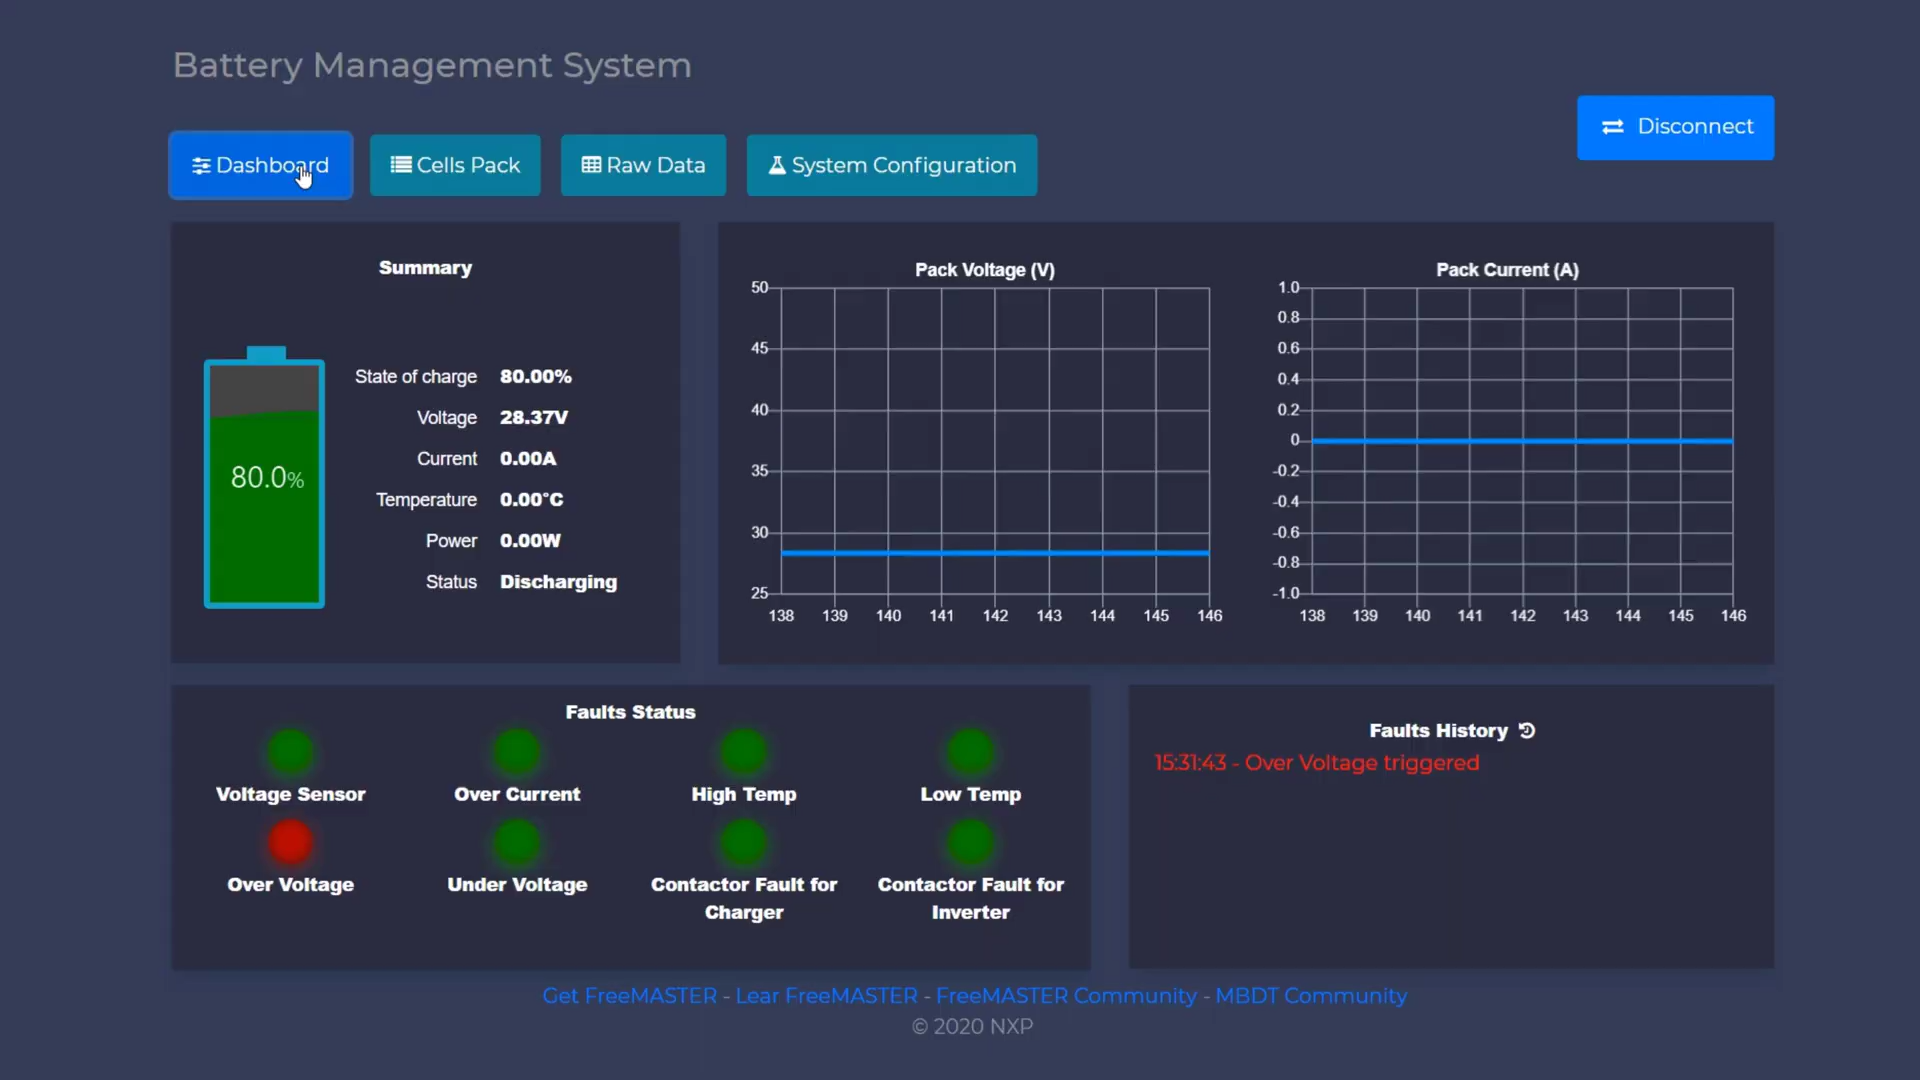 Battery Management System
Disconnect
Dashboard
Cells Pack
Raw Data
System Configuration
Summary
80.0%
State of charge 80.00%
Voltage 28.37V
Current 0.00A
Temperature 0.00°C
Power 0.00W
Status Discharging
Pack Voltage (V)
50
45
40
35
30
25
138 139 140 141 142 143 144 145 146
Pack Current (A)
1.0
0.8
0.6
0.4
0.2
0
-0.2
-0.4
-0.6
-0.8
-1.0
138 139 140 141 142 143 144 145 146
Faults Status
Voltage Sensor
Over Current
High Temp
Low Temp
Over Voltage
Under Voltage
Contactor Fault for
Charger
Contactor Fault for
Inverter
Faults History
15:31:43 - Over Voltage triggered
Get FreeMASTER - Lear FreeMASTER - FreeMASTER Community - MBDT Community
© 2020 NXP